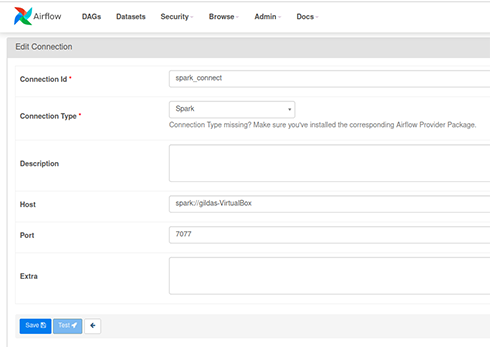 Airflow DAGs Datasets Security Browse Admin Docs
Edit Connection
Connection Id *
spark_connect
Connection Type *
Spark
Connection Type missing? Make sure you've installed the corresponding Airflow Provider Package.
Description
Host
spark://gildas-VirtualBox
Port
7077
Extra
Save Test